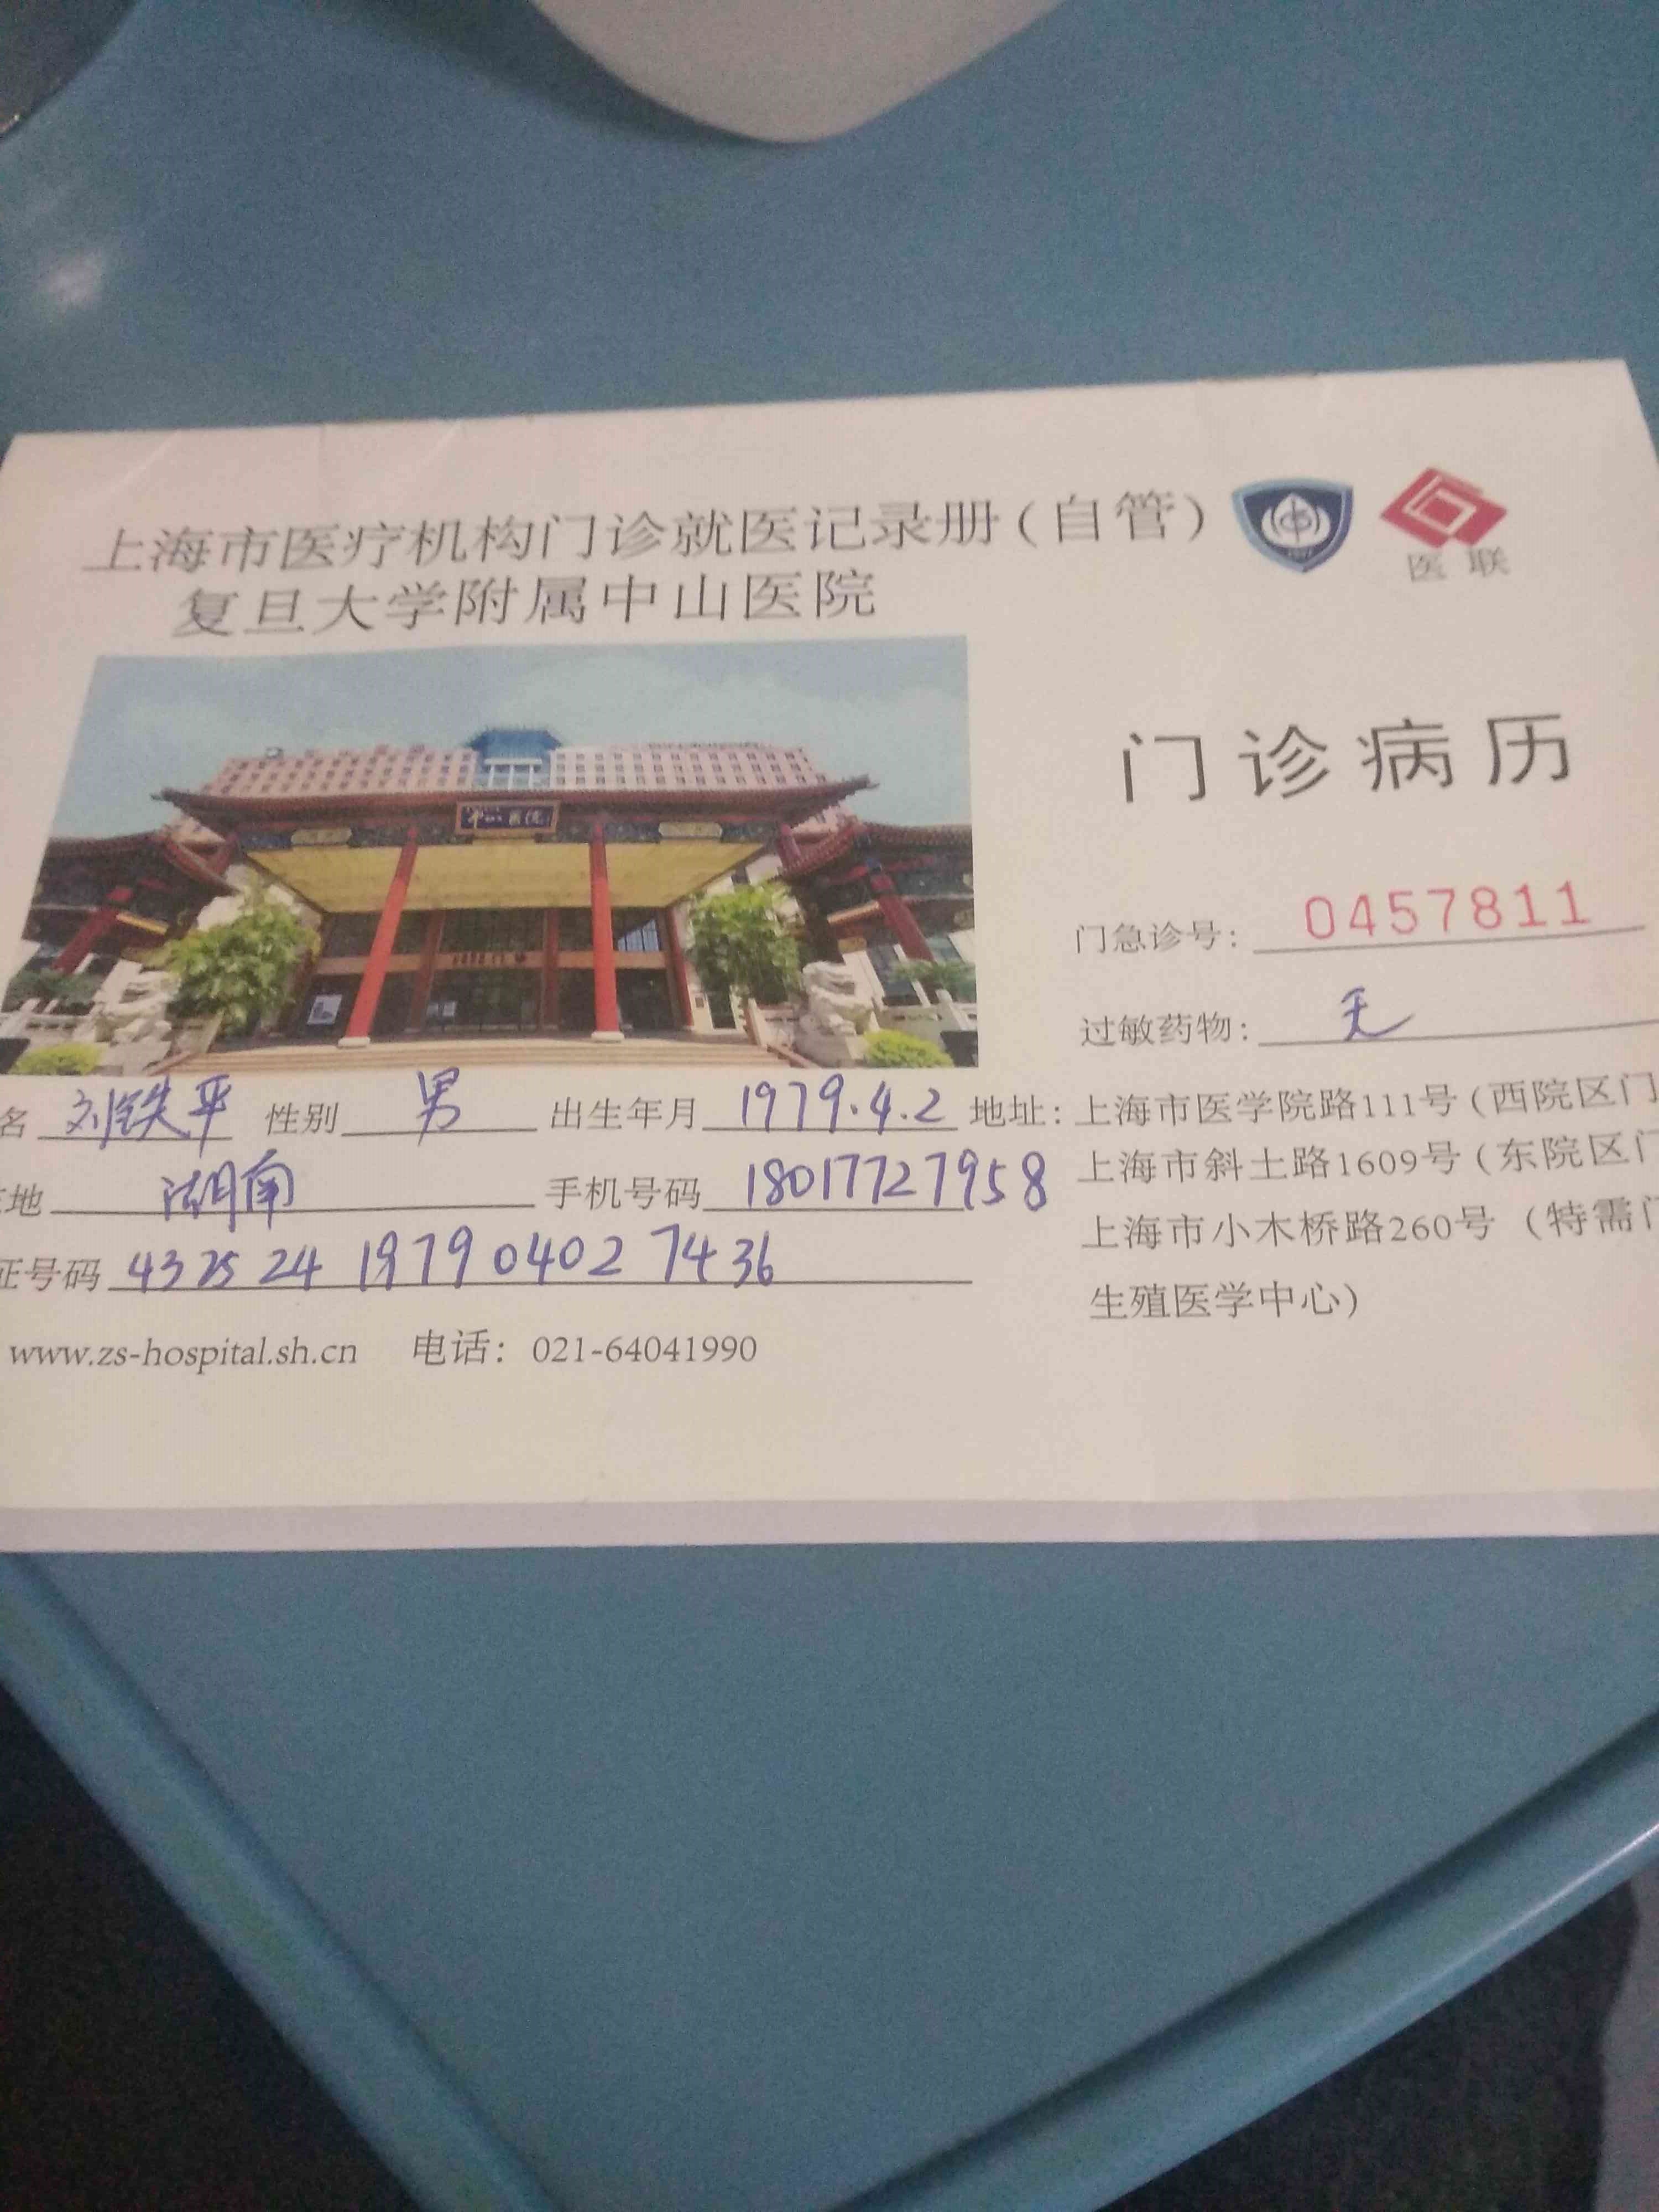 上海市医疗机构门诊就医记录册(自管)
复旦大学附属中山医院
医联
中山医院
门诊病历
门急诊号: 0457811
过敏药物: 无
名 刘铁平 性别 男 出生年月 1979.4.2
地 湖南 手机号码 18017727958
证号码 432524 19790402 7436
www.zs-hospital.sh.cn 电话: 021-64041990
地址: 上海市医学院路111号(西院区门
上海市斜土路1609号(东院区门
上海市小木桥路260号(特需门
生殖医学中心)